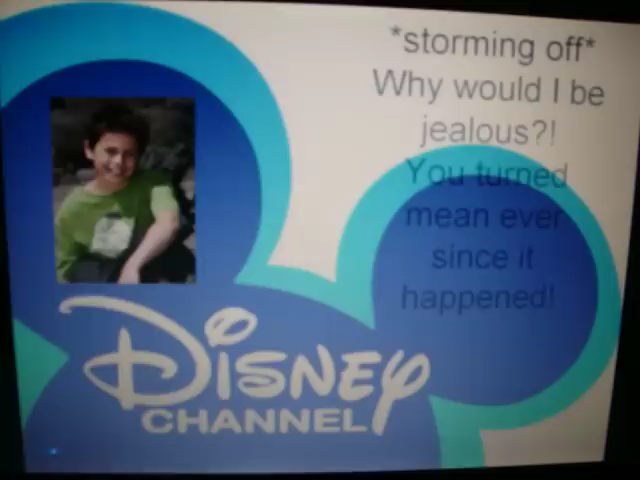 *storming off*
Why would I be
jealous?!
You turned
mean ever
since it
happened!
Disney
CHANNEL